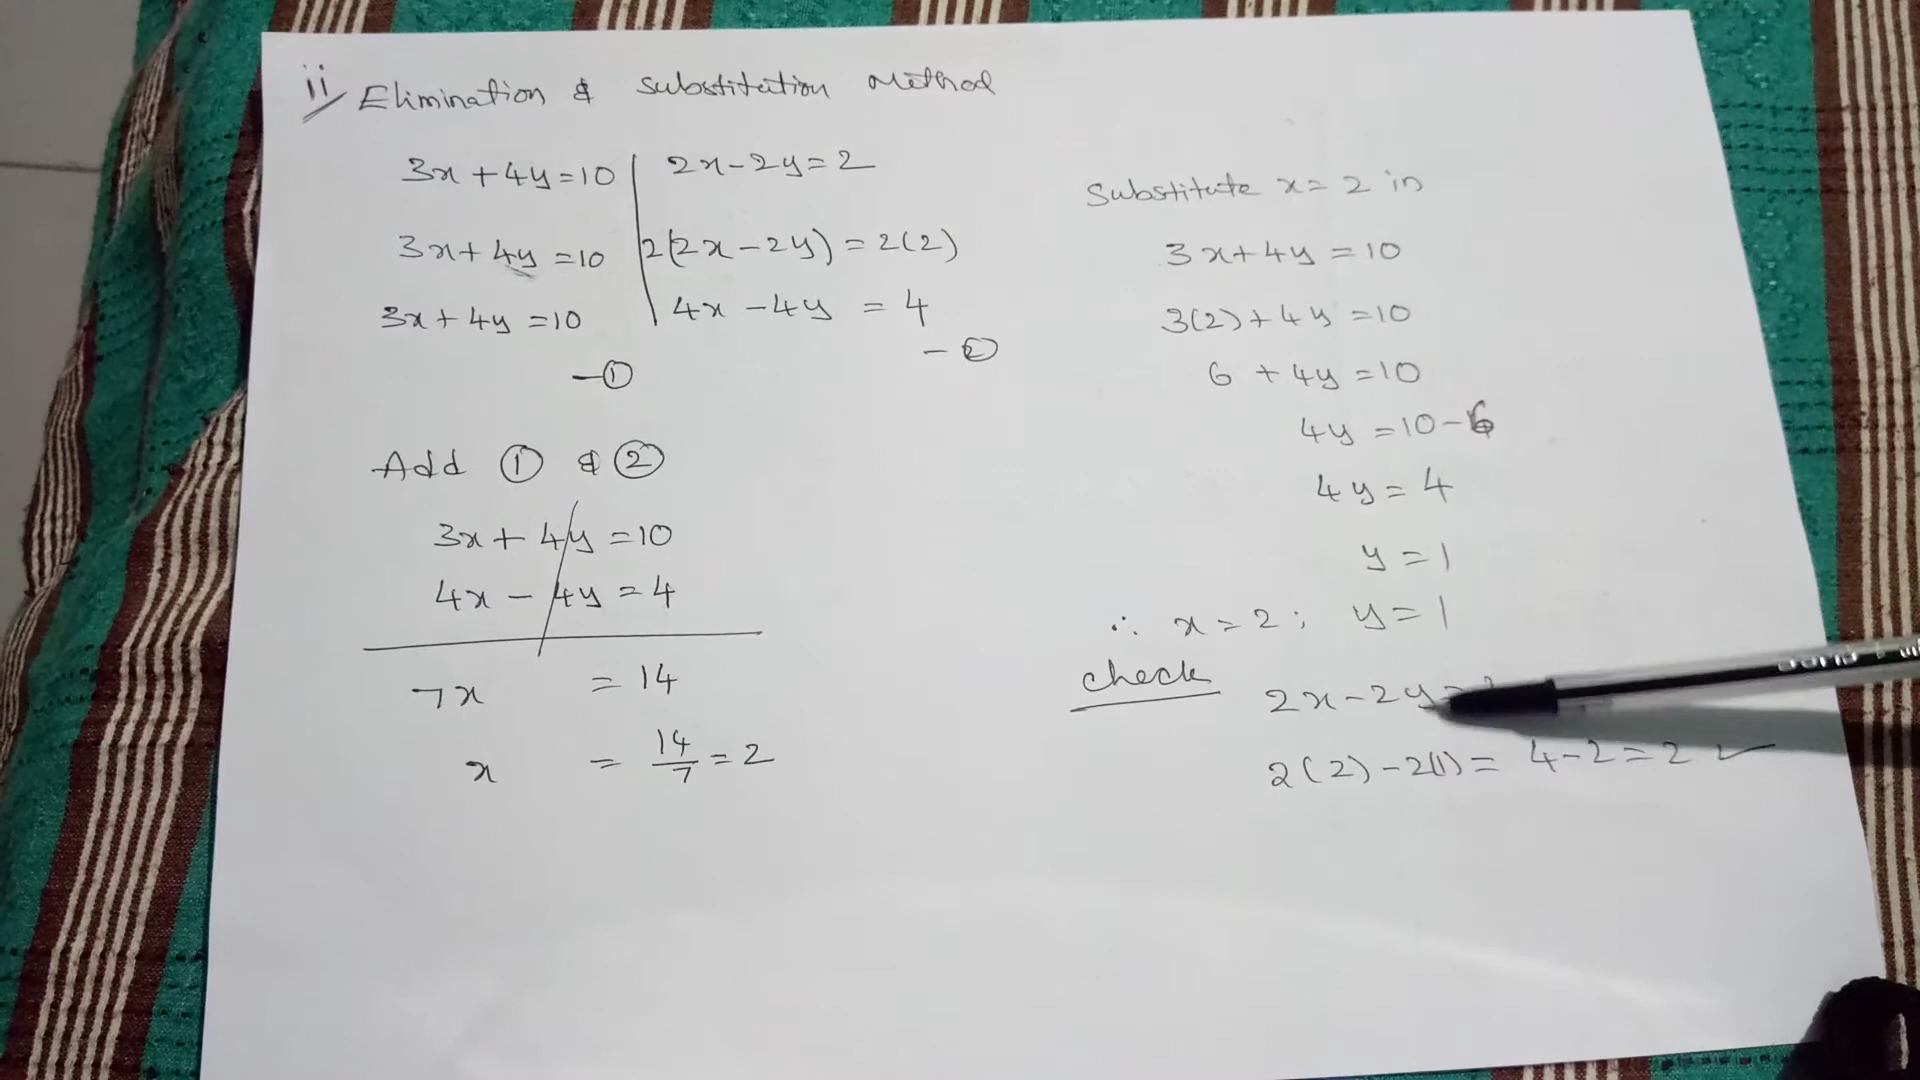 ii Elimination & substitution Method
3x + 4y = 10 | 2x - 2y = 2
3x + 4y = 10 | 2(2x - 2y) = 2(2)
3x + 4y = 10 | 4x - 4y = 4
- ①
- ②
Add ① & ②
3x + 4y = 10
4x - 4y = 4
7x = 14
x = 14/7 = 2
Substitute x = 2 in
3x + 4y = 10
3(2) + 4y = 10
6 + 4y = 10
4y = 10 - 6
4y = 4
y = 1
∴ x = 2; y = 1
check
2x - 2y =
2(2) - 2(1) = 4 - 2 = 2 ✓